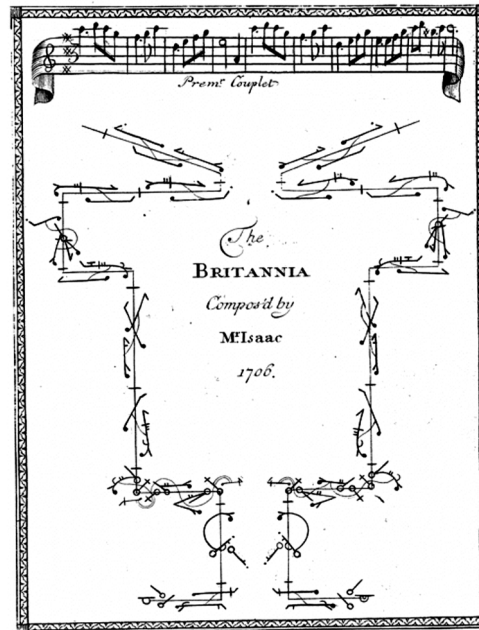 Premr. Couplet
The
BRITANNIA
Compos'd by
Mr. Isaac
1706.